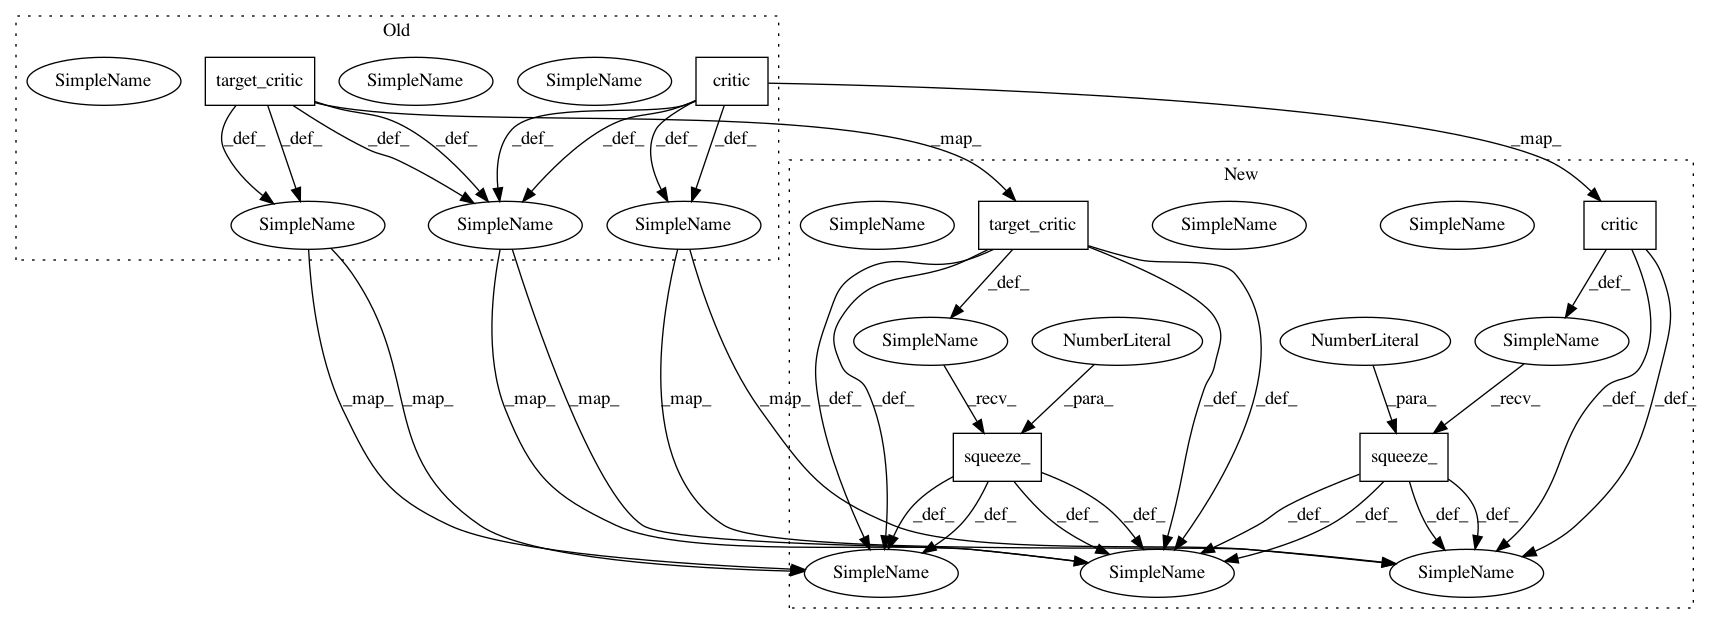 Old
SimpleName
target_critic
SimpleName
SimpleName
critic
_def_ _def_ _def_ _def_ _def_ _def_ _def_ _def_ _map_ _map_
New
SimpleName SimpleName SimpleName
SimpleName target_critic SimpleName SimpleName critic
_def_ _def_
SimpleName NumberLiteral NumberLiteral SimpleName
_map_ _map_ _map_ _map_ _map_ _map_ _def_ _def_ _recv_ _para_ _def_ _def_ _para_ _recv_ _def_ _def_
squeeze_ squeeze_
_def_ _def_ _def_ _def_ _def_ _def_ _def_ _def_
SimpleName SimpleName SimpleName